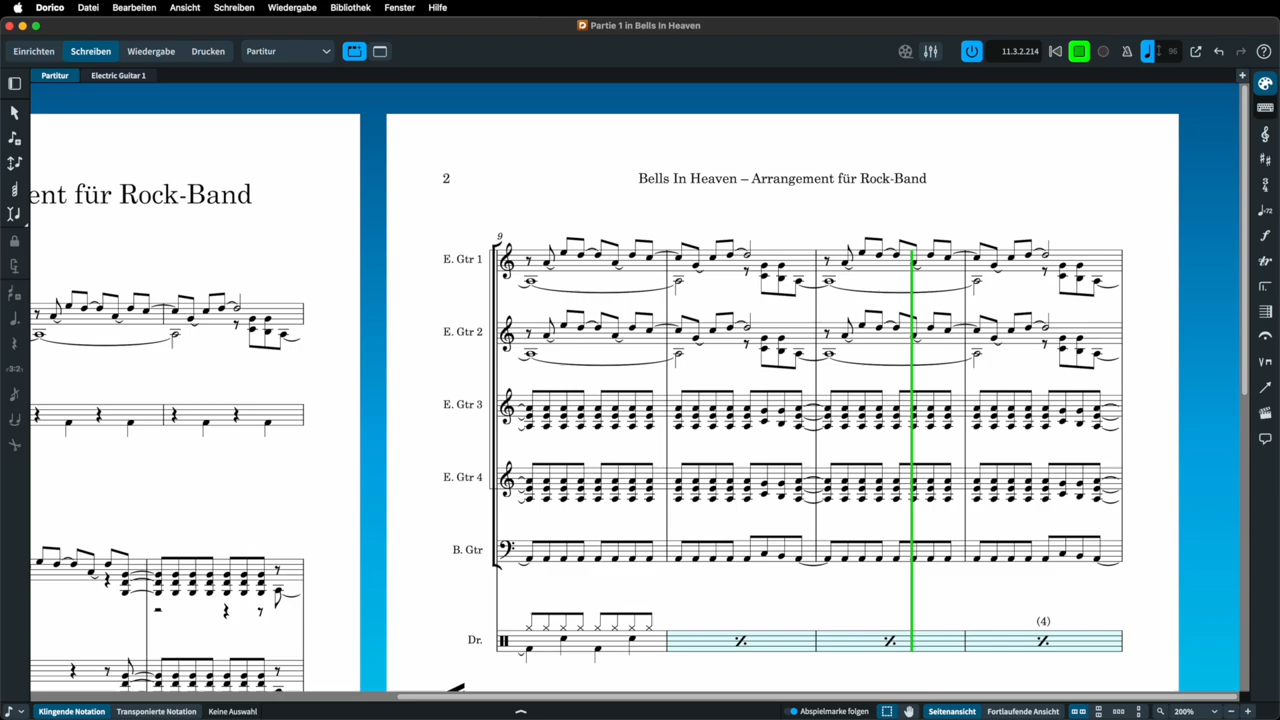 Dorico Datei Bearbeiten Ansicht Schreiben Wiedergabe Bibliothek Fenster Hilfe
Partie 1 in Bells In Heaven
Einrichten Schreiben Wiedergabe Drucken Partitur 11.3.2.214 96
Partitur Electric Guitar 1
2 Bells In Heaven – Arrangement für Rock-Band
ent für Rock-Band
9
E. Gtr 1
E. Gtr 2
E. Gtr 3
E. Gtr 4
B. Gtr
(4)
Dr.
Klingende Notation Transponierte Notation Keine Auswahl Abspielmarke folgen Seitenansicht Fortlaufende Ansicht 200%